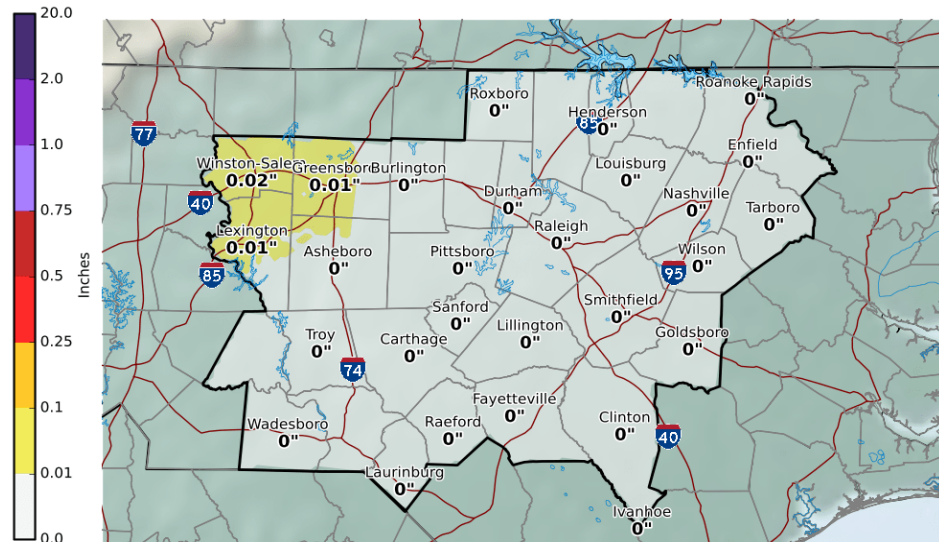 20.0
2.0
1.0
0.75
0.5
0.25
0.1
0.01
0.0
Inches
Roanoke Rapids
0"
Roxboro
0"
Henderson
0"
85
77
Enfield
0"
Winston-Salem
0.02"
Greensboro
0.01"
Burlington
0"
Louisburg
0"
Durham
0"
Nashville
0"
40
Tarboro
0"
Lexington
0.01"
Raleigh
0"
Asheboro
0"
Pittsboro
0"
Wilson
0"
85
95
Smithfield
0"
Sanford
0"
Lillington
0"
Troy
0"
Carthage
0"
Goldsboro
0"
74
Fayetteville
0"
Wadesboro
0"
Raeford
0"
Clinton
0"
40
Laurinburg
0"
Ivanhoe
0"